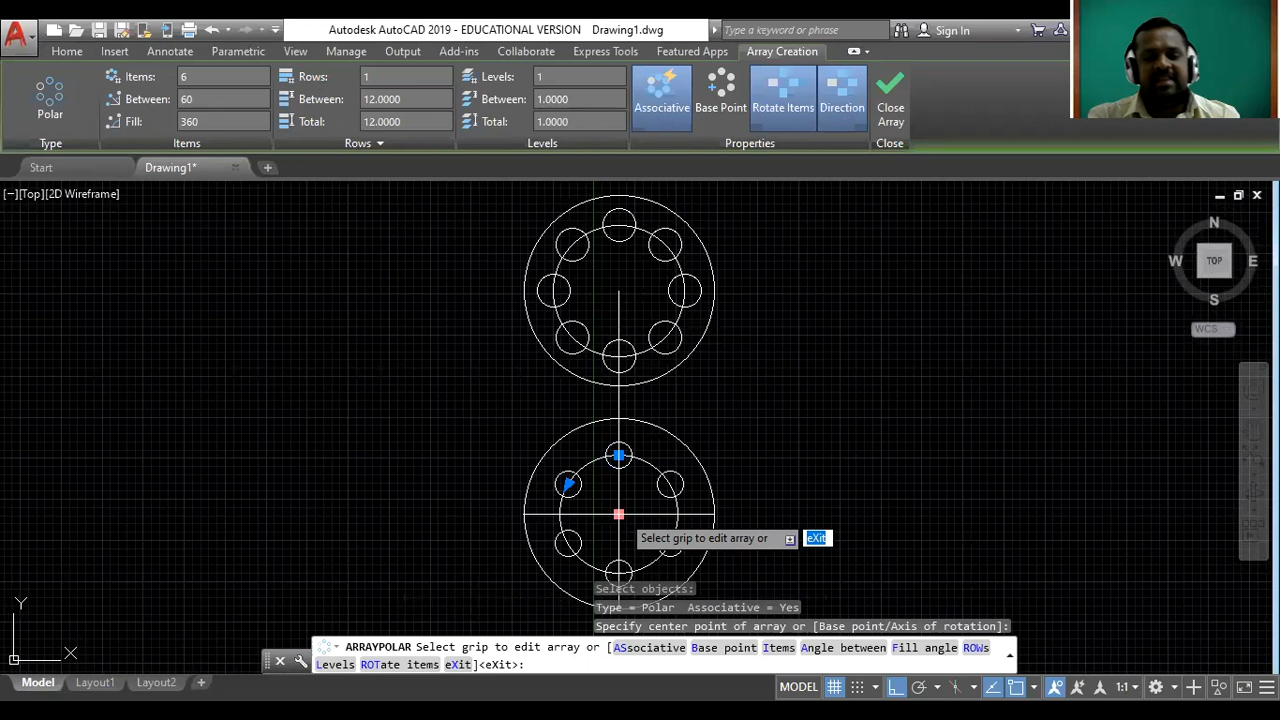 Autodesk AutoCAD 2019 - EDUCATIONAL VERSION Drawing1.dwg
Type a keyword or phrase
Sign In
Home Insert Annotate Parametric View Manage Output Add-ins Collaborate Express Tools Featured Apps Array Creation
Polar
Items: 6
Between: 60
Fill: 360
Rows: 1
Between: 12.0000
Total: 12.0000
Levels: 1
Between: 1.0000
Total: 1.0000
Associative
Base Point
Rotate Items
Direction
Close
Array
Type Items Rows Levels Properties Close
Start Drawing1*
[−][Top][2D Wireframe]
N
W TOP E
S
WCS
Select grip to edit array or eXit
Select objects:
Type = Polar Associative = Yes
Specify center point of array or [Base point/Axis of rotation]:
ARRAYPOLAR Select grip to edit array or [ASsociative Base point Items Angle between Fill angle ROWs
Levels ROTate items eXit]<eXit>:
Y
X
Model Layout1 Layout2
MODEL 1:1